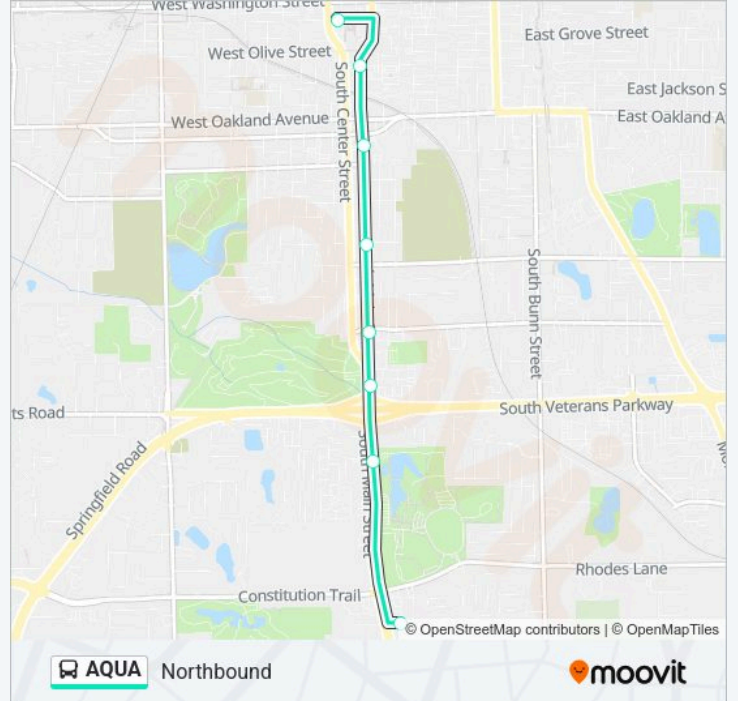 West Washington Street
West Olive Street
East Grove Street
East Jackson S
West Oakland Avenue
East Oakland A
South Center Street
South Bunn Street
South Veterans Parkway
ts Road
Springfield Road
South Main Street
Rhodes Lane
Constitution Trail
© OpenStreetMap contributors | © OpenMapTiles
AQUA Northbound
moovit